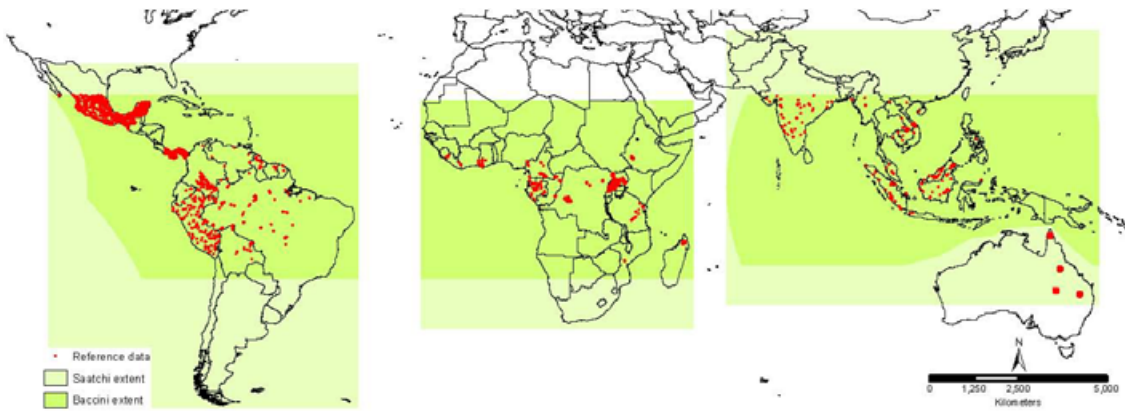 Reference data
Saatchi extent
Baccini extent
N
0 1,250 2,500 5,000
Kilometers